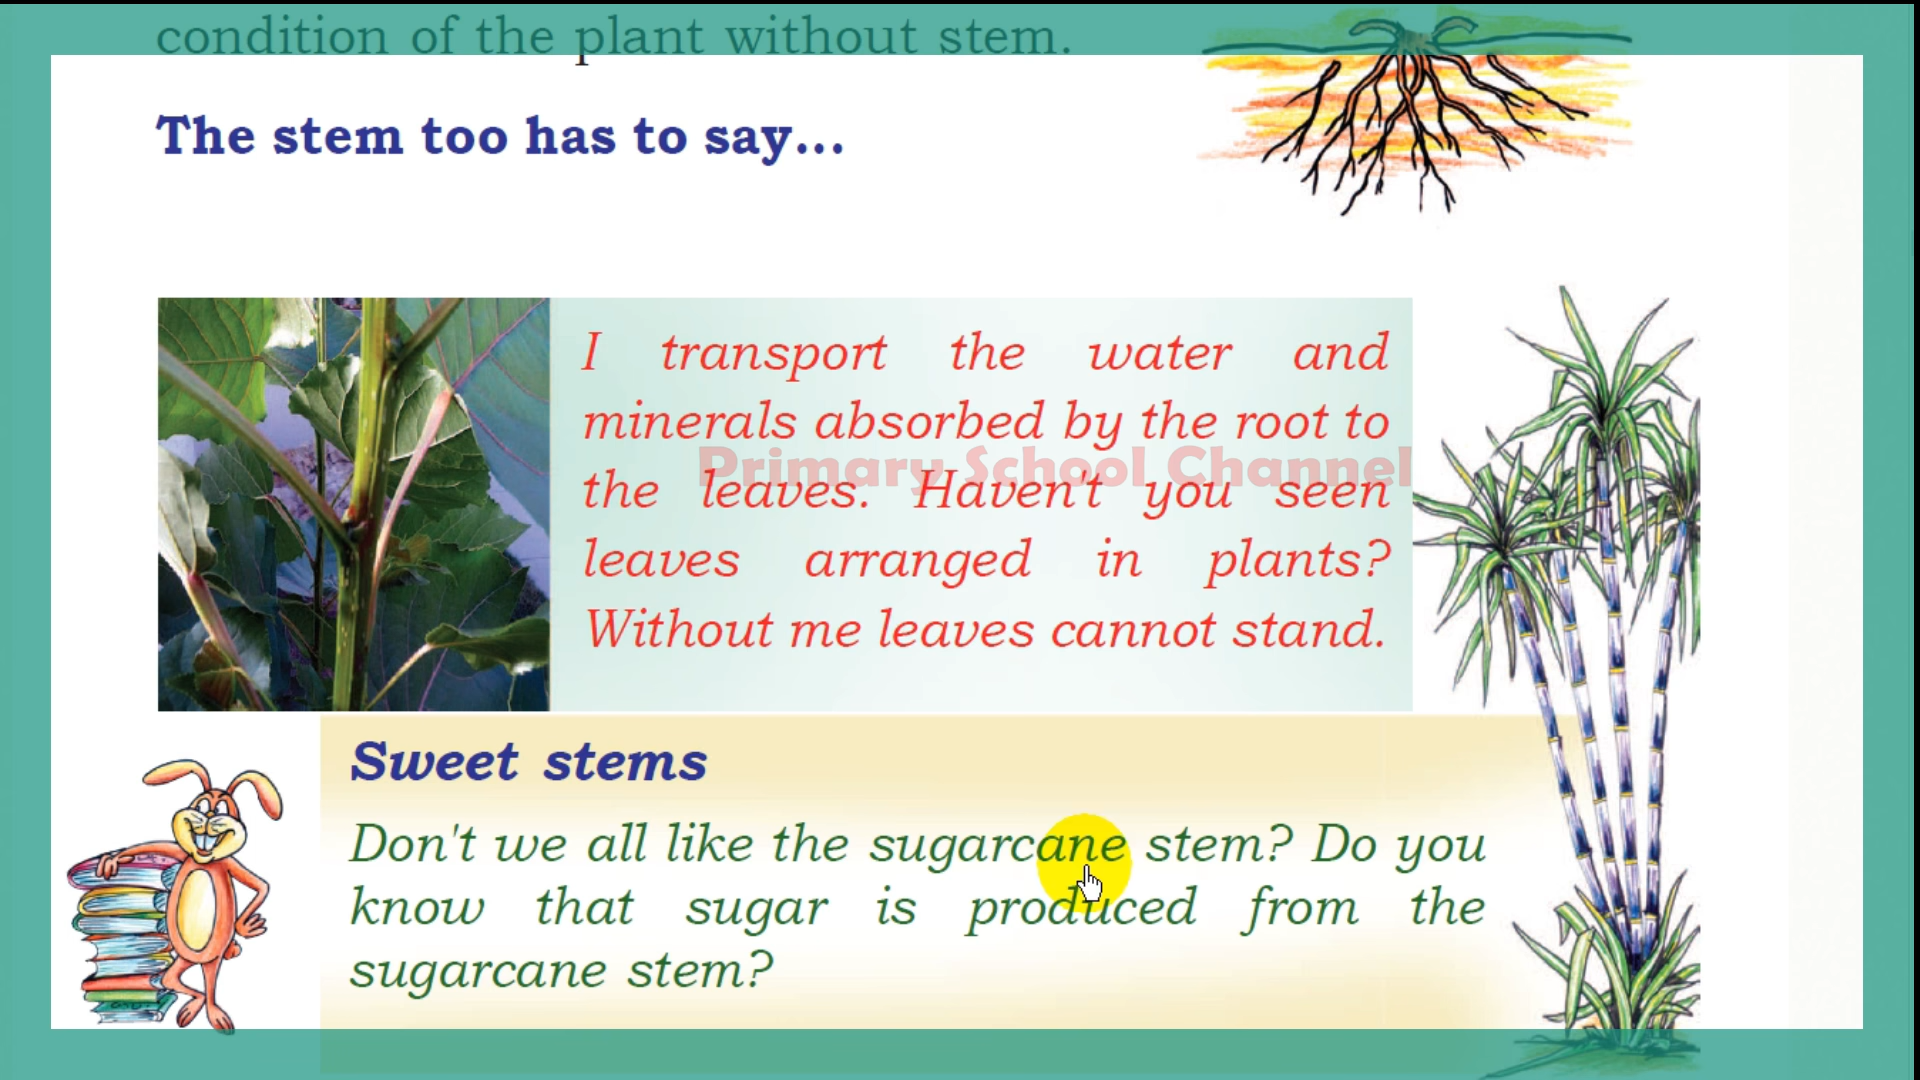 condition of the plant without stem.
The stem too has to say...
I transport the water and
minerals absorbed by the root to
Primary School Channel
the leaves. Haven't you seen
leaves arranged in plants?
Without me leaves cannot stand.
Sweet stems
Don't we all like the sugarcane stem? Do you
know that sugar is produced from the
sugarcane stem?